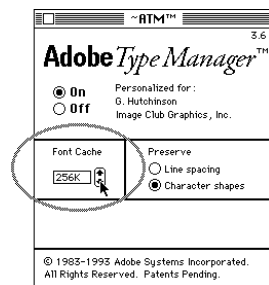 ~ATM™
3.6
Adobe Type Manager™
On
Off
Personalized for:
G. Hutchinson
Image Club Graphics, Inc.
Font Cache
256K
Preserve
Line spacing
Character shapes
© 1983-1993 Adobe Systems Incorporated.
All Rights Reserved. Patents Pending.